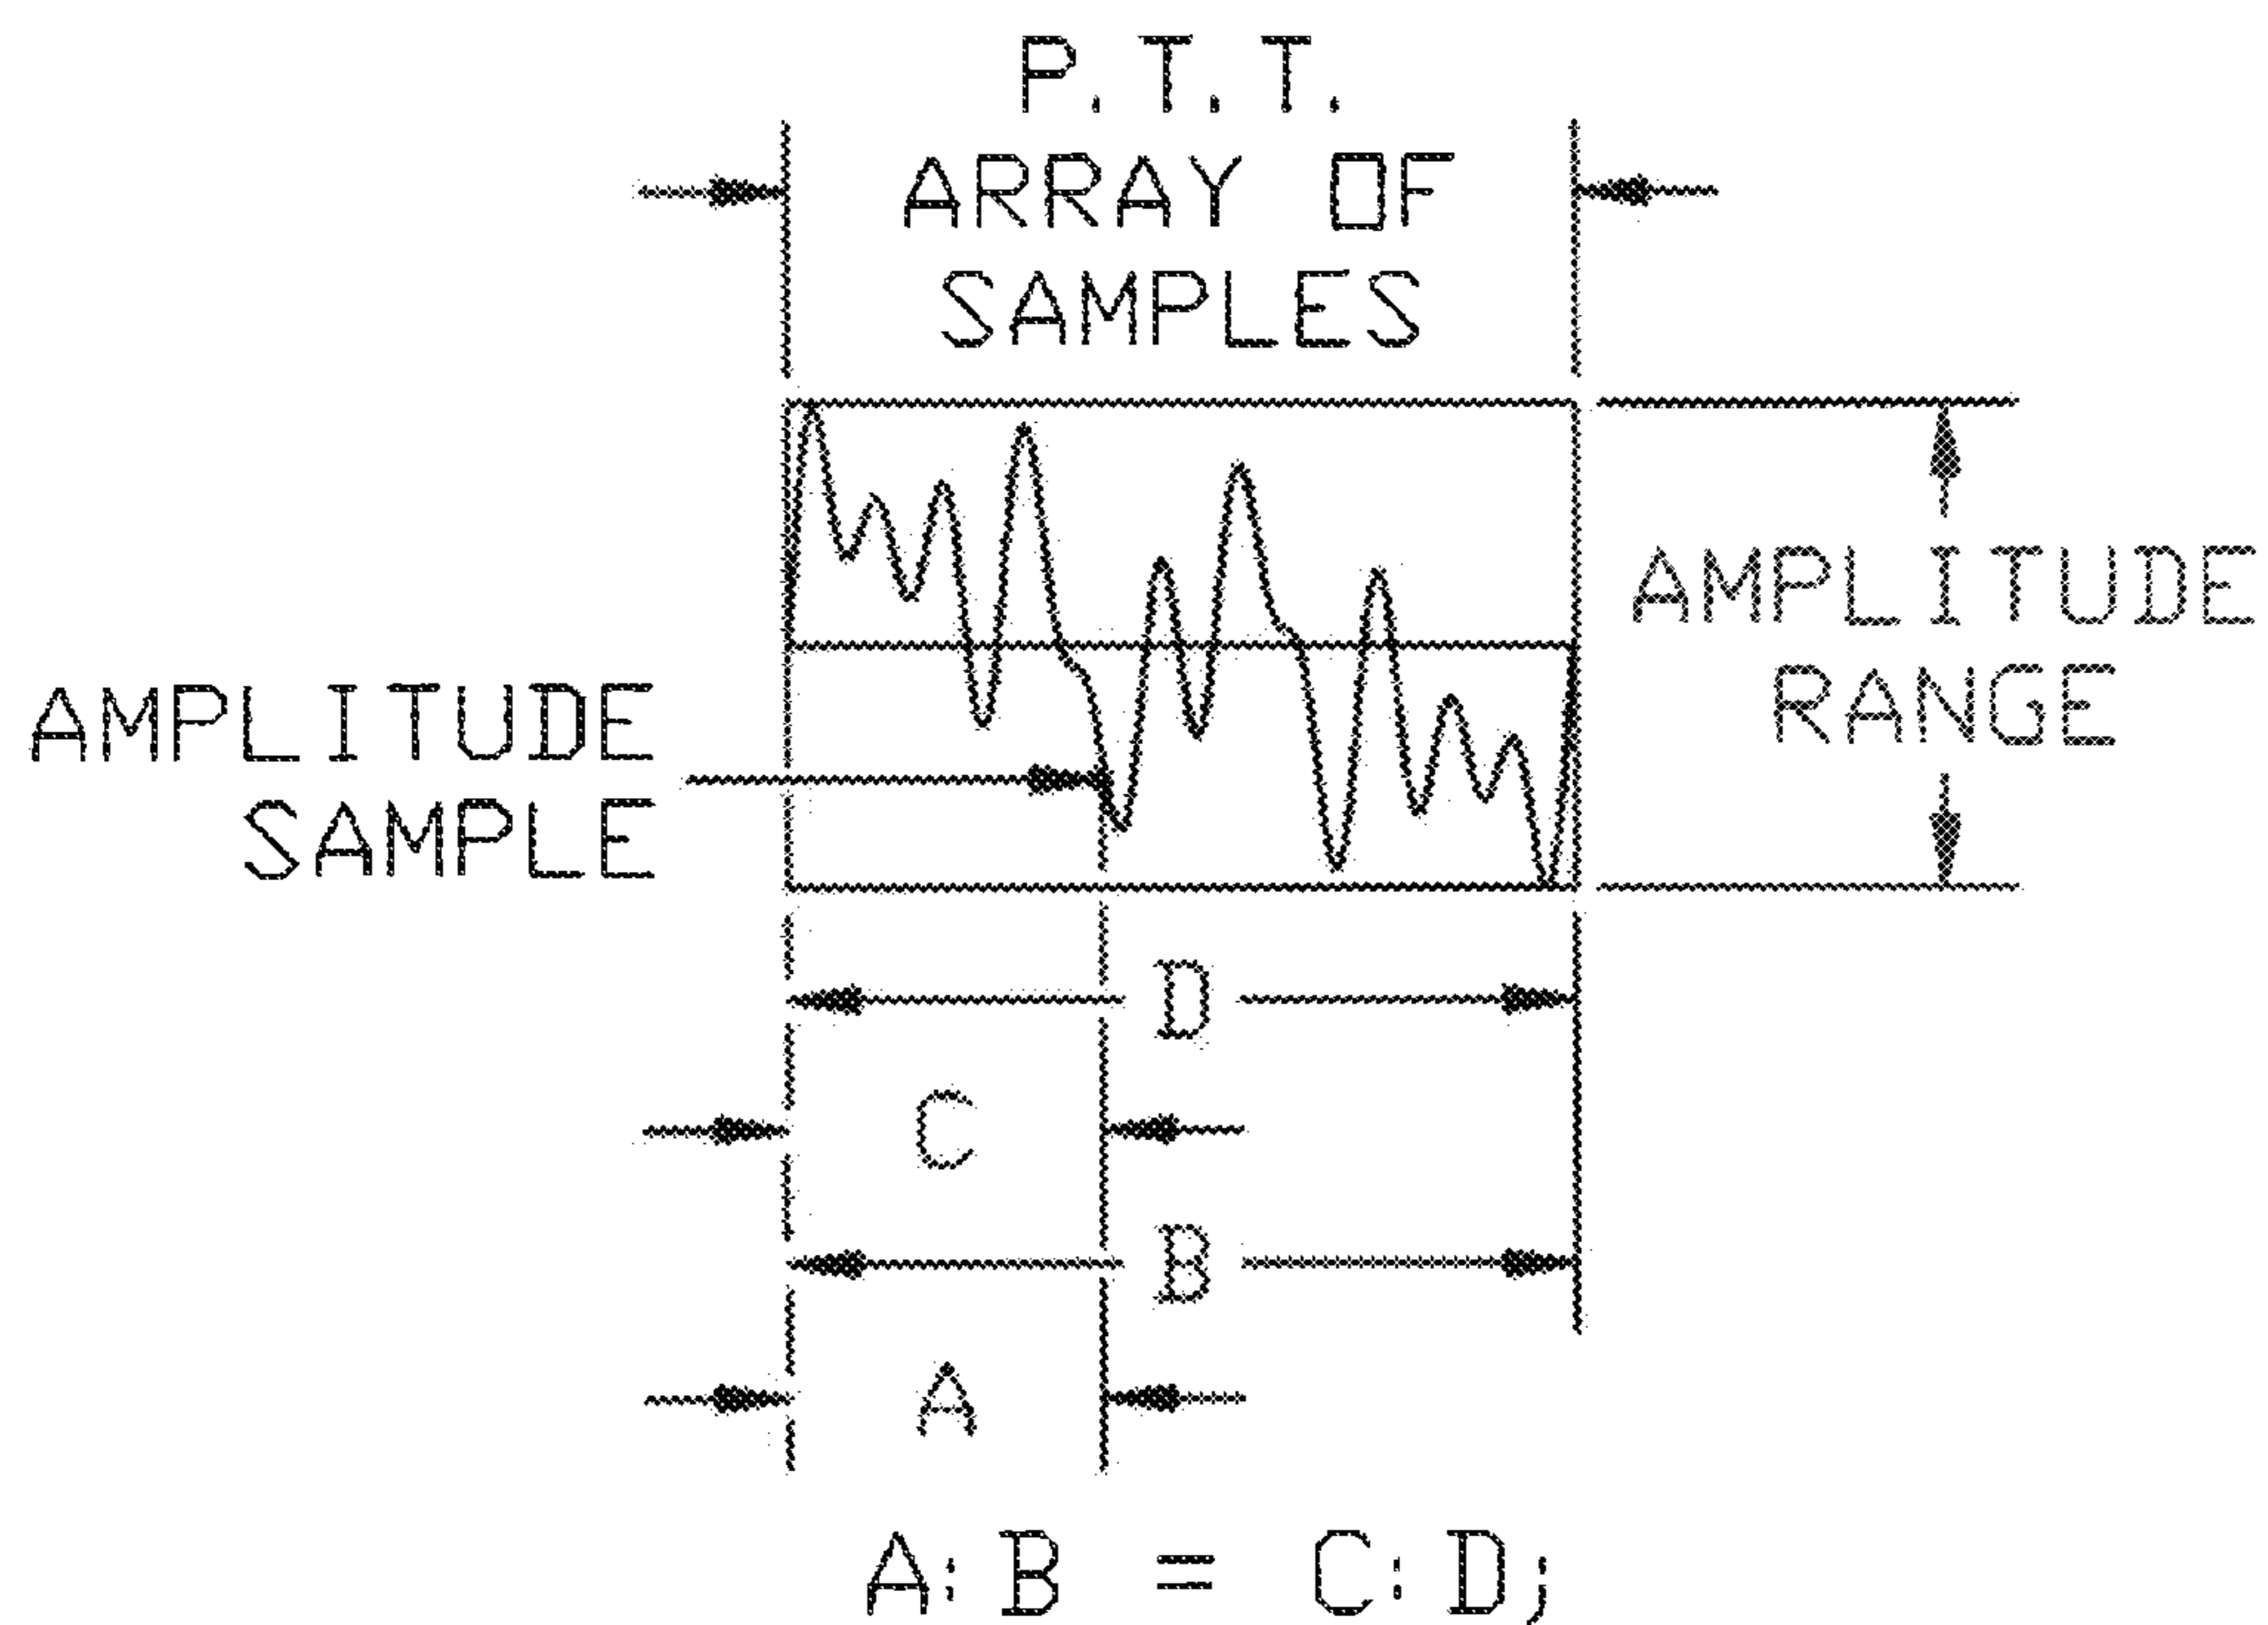 P.T.T.
ARRAY OF
SAMPLES
AMPLITUDE
RANGE
AMPLITUDE
SAMPLE
D
C
B
A
A:B = C:D;